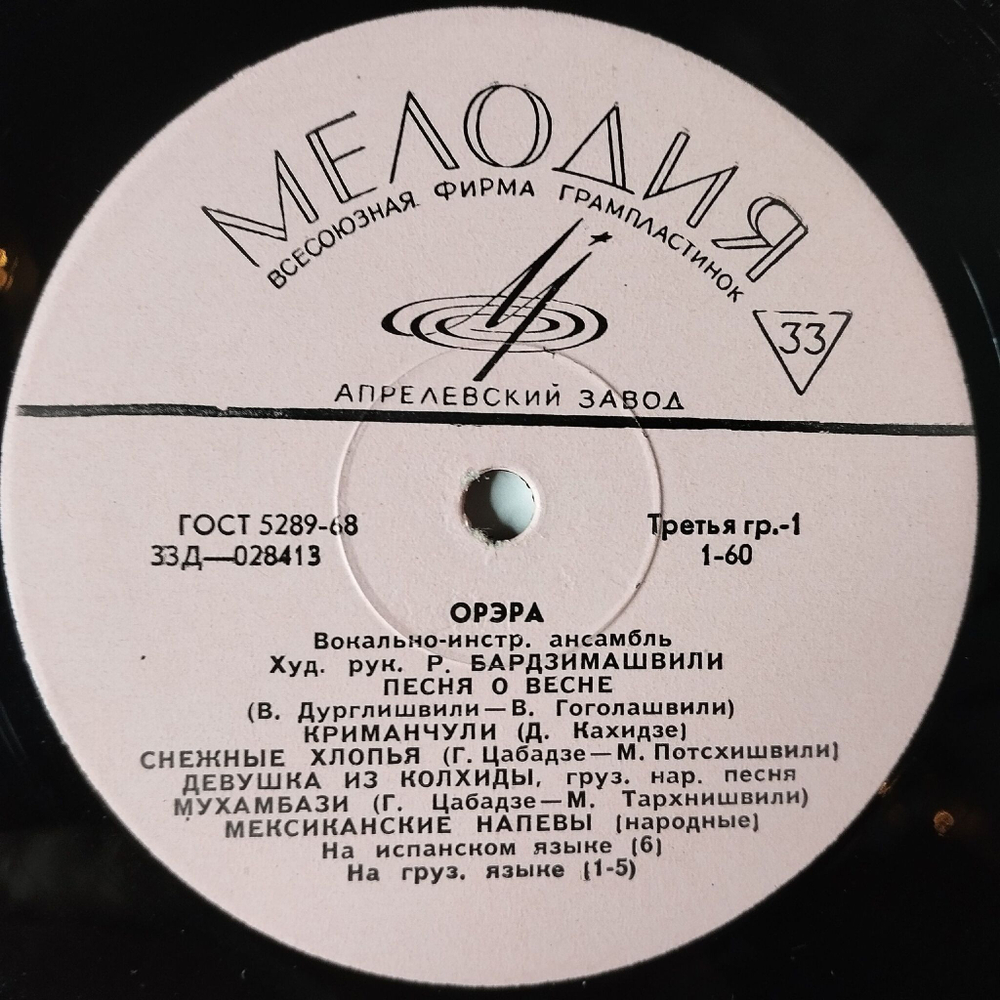 МЕЛОДИЯ
ВСЕСОЮЗНАЯ ФИРМА ГРАМПЛАСТИНОК
33
АПРЕЛЕВСКИЙ ЗАВОД
ГОСТ 5289-68
Третья гр.-1
33Д—028413
1-60
ОРЭРА
Вокально-инстр. ансамбль
Худ. рук. Р. БАРДЗИМАШВИЛИ
ПЕСНЯ О ВЕСНЕ
(В. Дурглишвили—В. Гоголашвили)
КРИМАНЧУЛИ (Д. Кахидзе)
СНЕЖНЫЕ ХЛОПЬЯ (Г. Цабадзе—М. Потсхишвили)
ДЕВУШКА ИЗ КОЛХИДЫ, груз. нар. песня
МУХАМБАЗИ (Г. Цабадзе—М. Тархнишвили)
МЕКСИКАНСКИЕ НАПЕВЫ (народные)
На испанском языке (6)
На груз. языке (1-5)